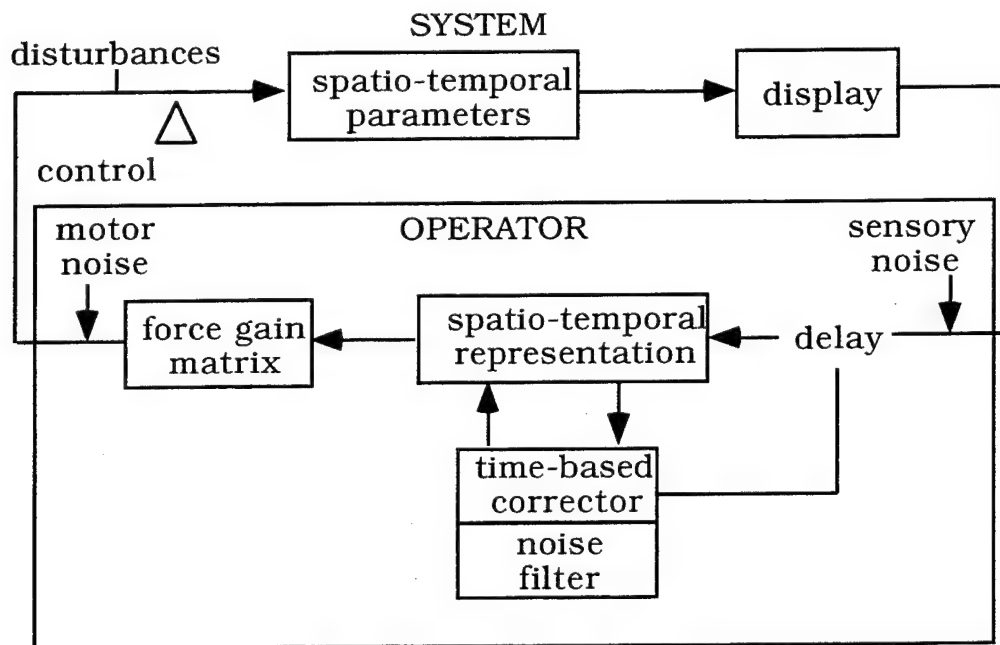 SYSTEM
disturbances
spatio-temporal
parameters
display
control
OPERATOR
motor
noise
sensory
noise
force gain
matrix
spatio-temporal
representation
delay
time-based
corrector
noise
filter